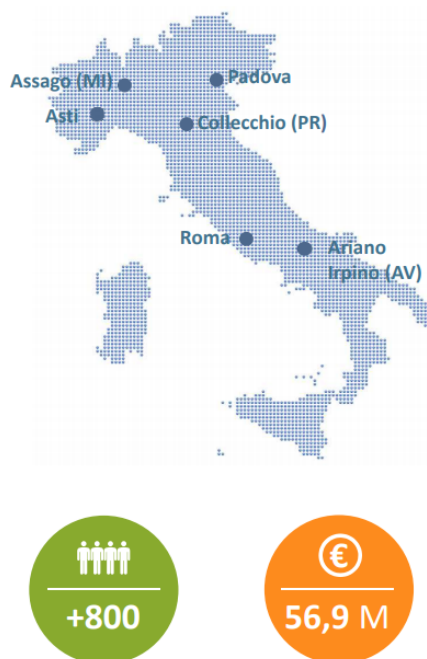 Assago (MI)
Padova
Asti
Collecchio (PR)
Roma
Ariano
Irpino (AV)
€
+800
56,9 M